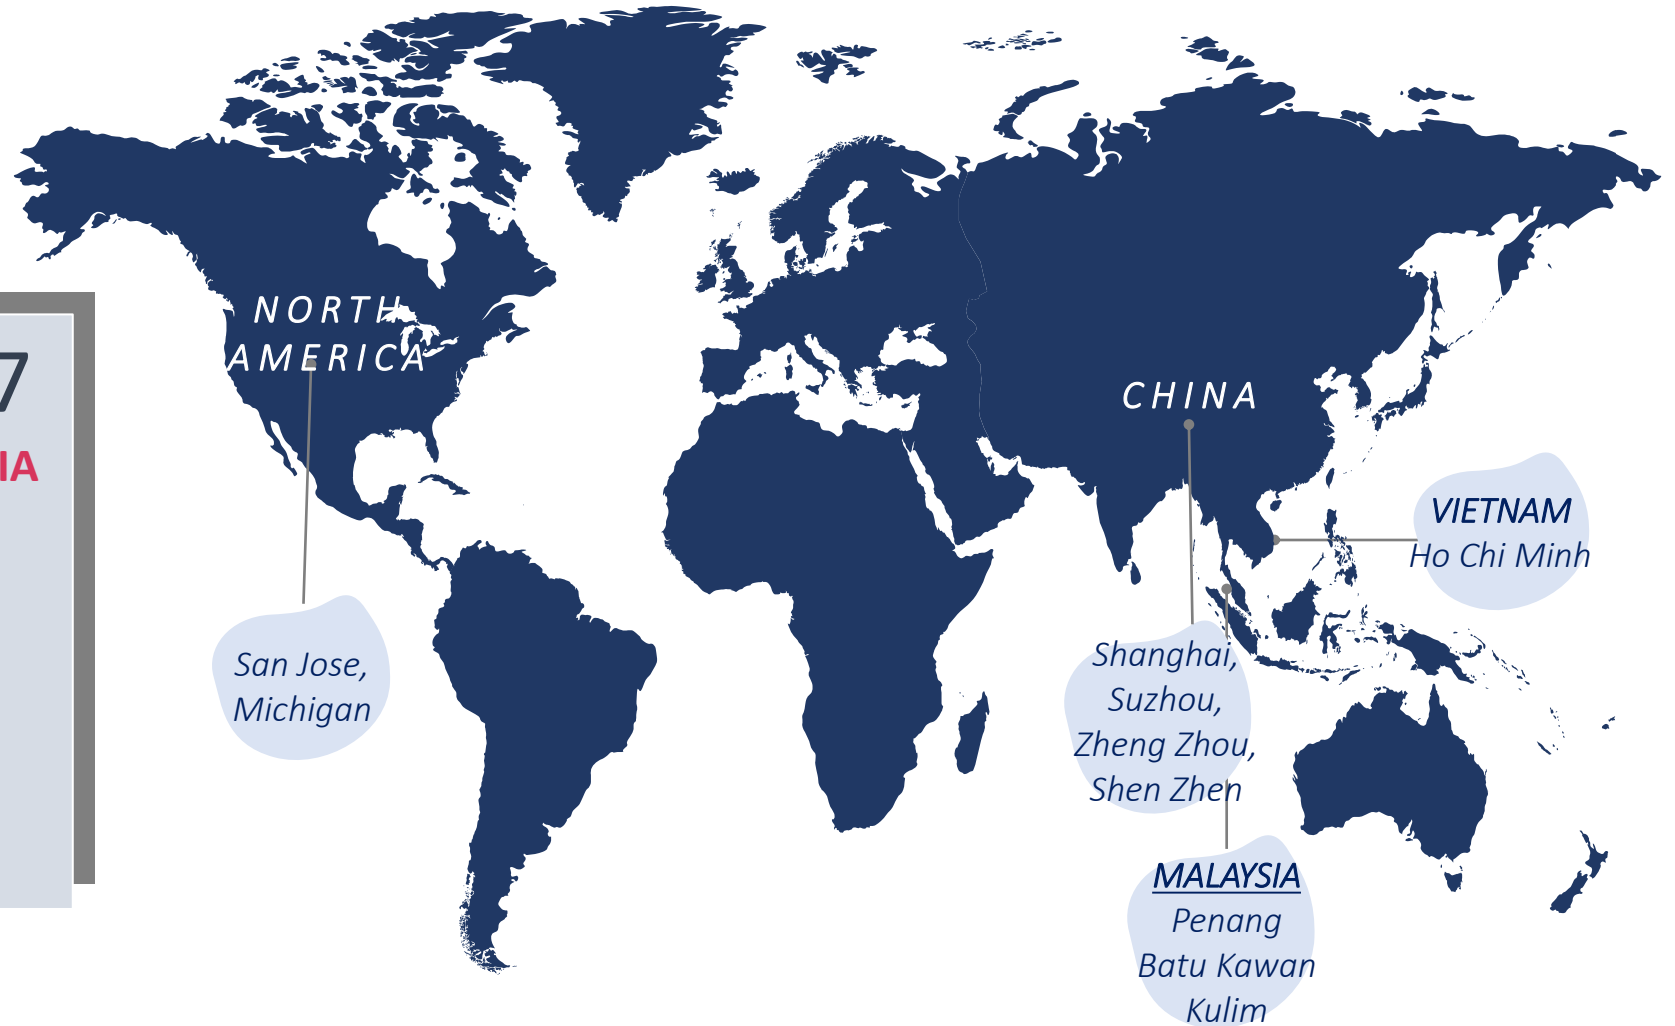 NORTH
AMERICA
7
IA
CHINA
VIETNAM
Ho Chi Minh
San Jose,
Michigan
Shanghai,
Suzhou,
Zheng Zhou,
Shen Zhen
MALAYSIA
Penang
Batu Kawan
Kulim